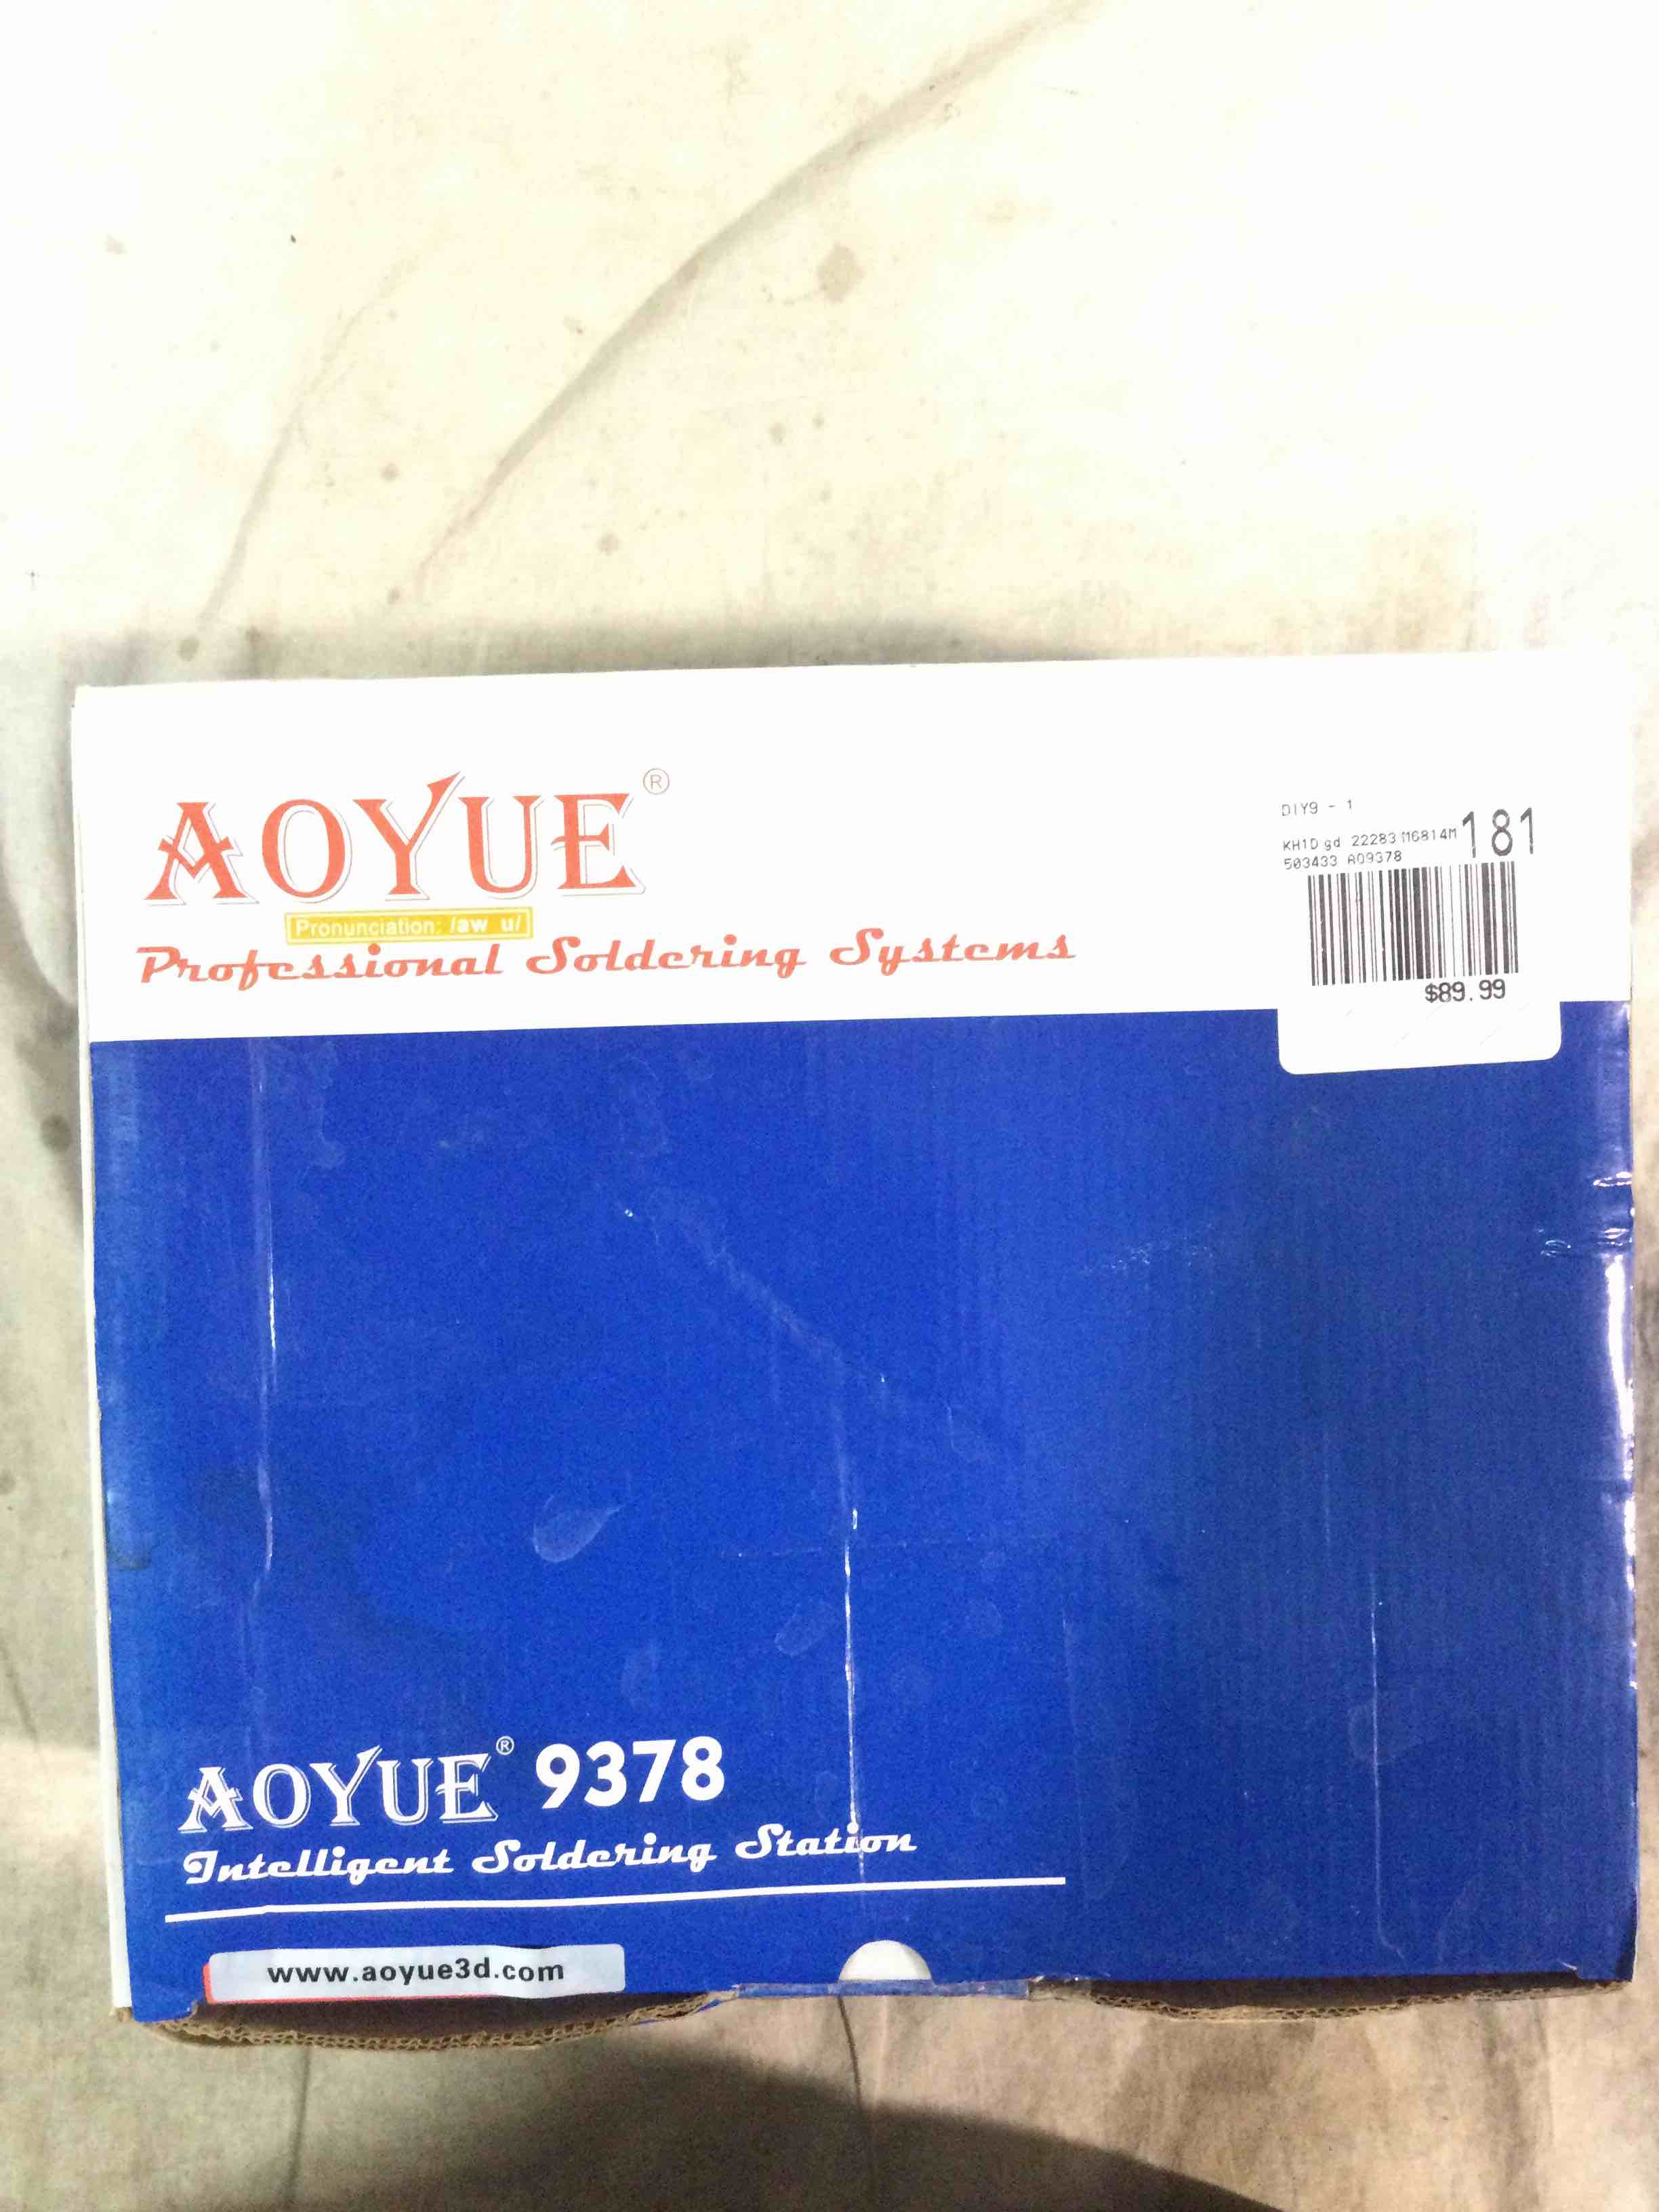 AOYUE®
Pronunciation: /aw u/
Professional Soldering Systems
DIY9 - 1
KH1D gd 22283 M6814M 181
503433 A09378
$89.99
AOYUE® 9378
Intelligent Soldering Station
www.aoyue3d.com